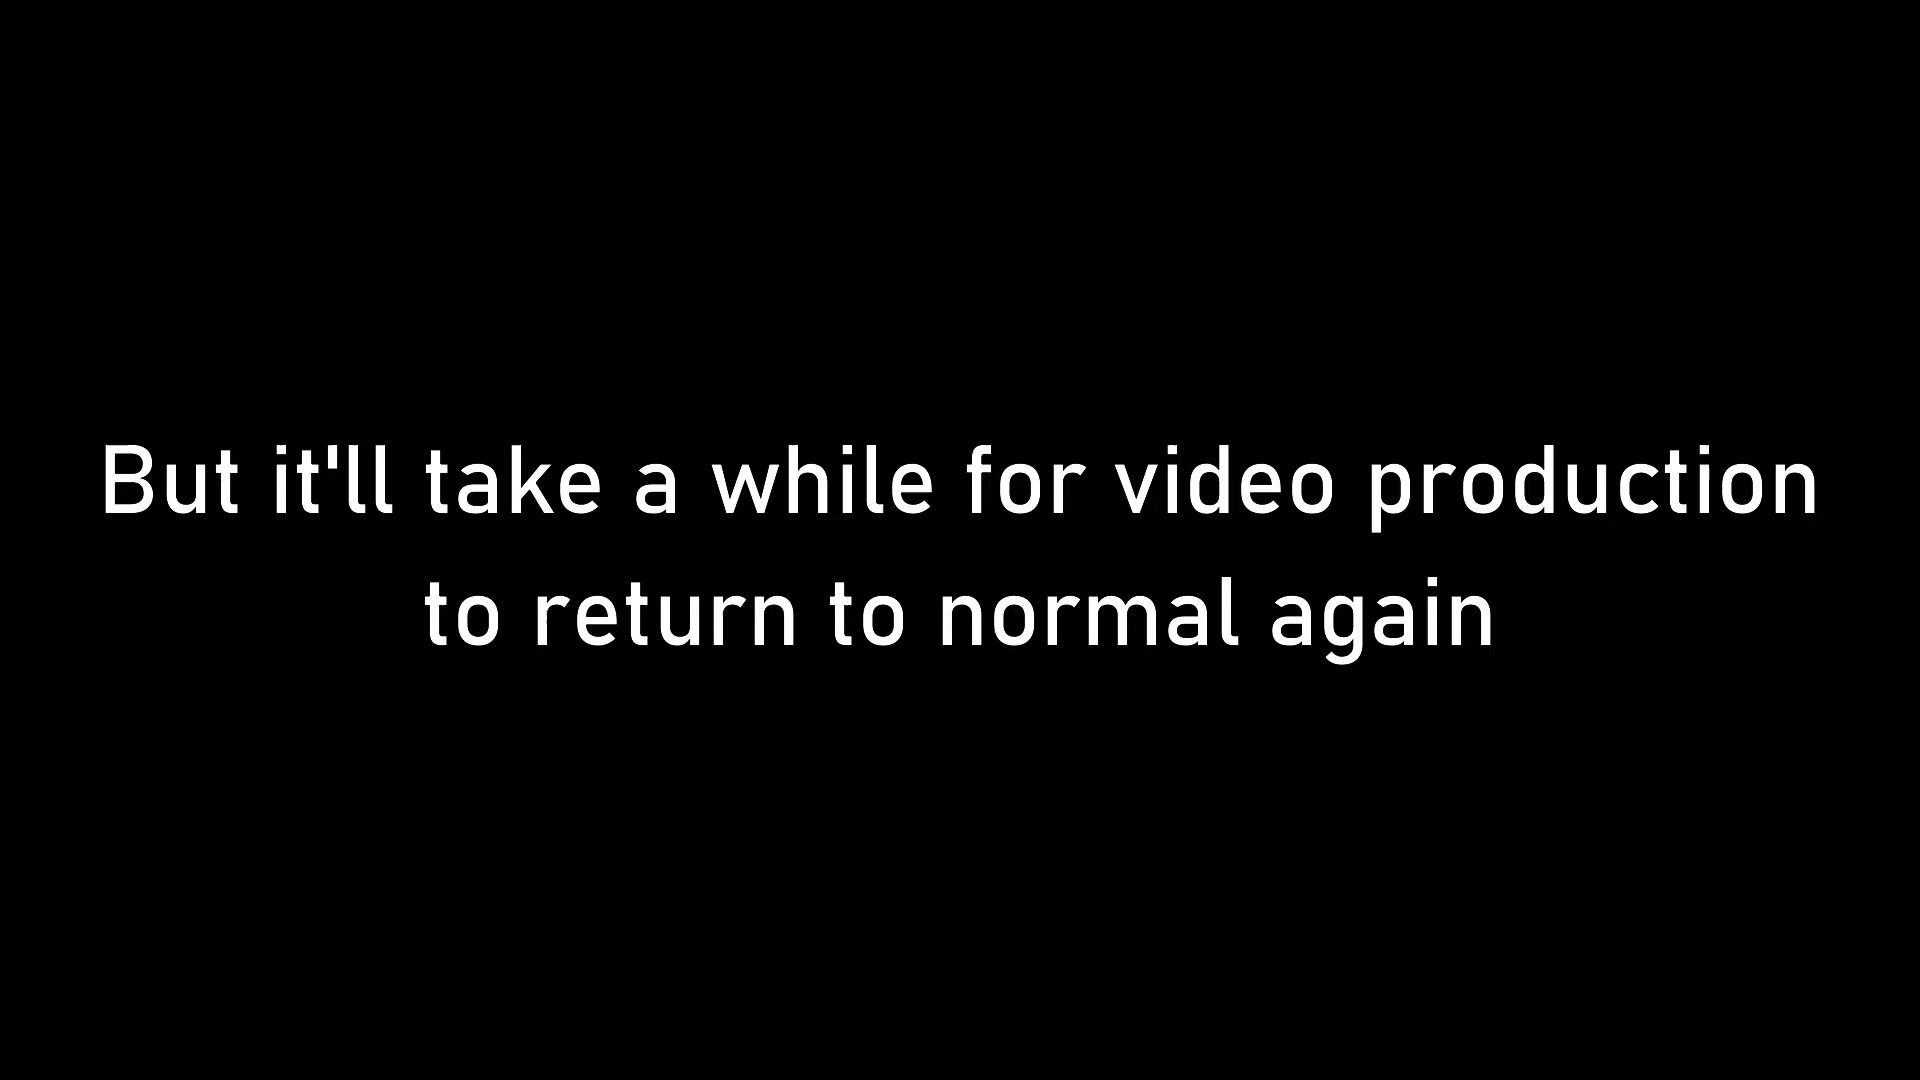 But it'll take a while for video production
to return to normal again